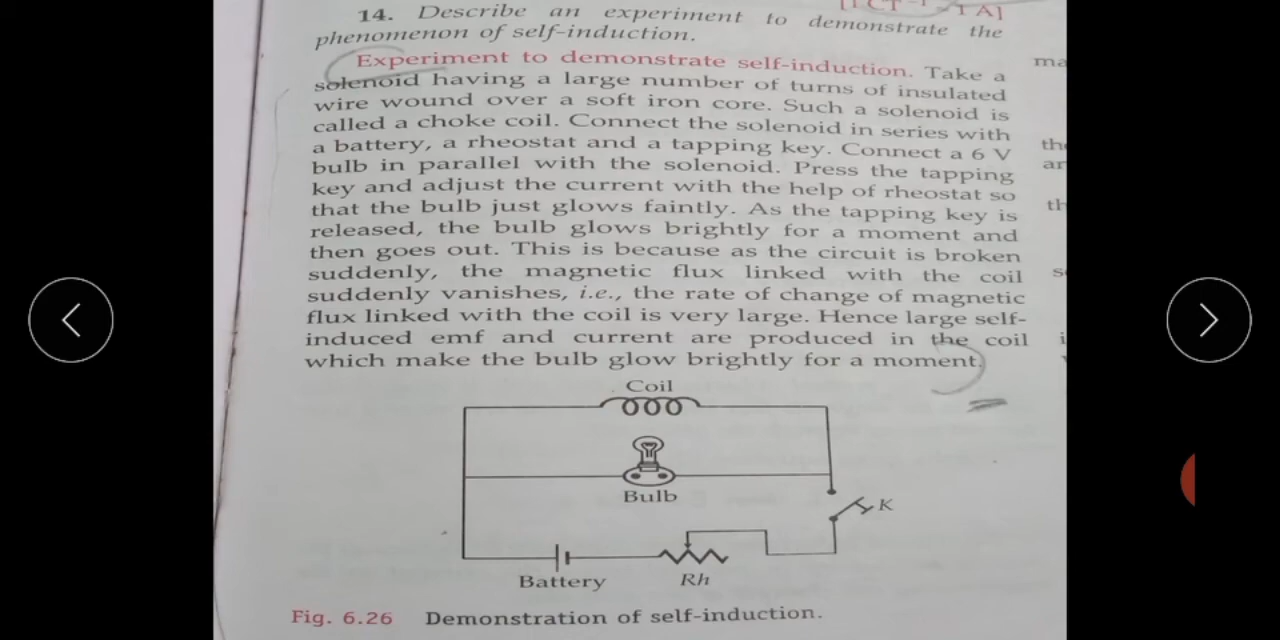 14. Describe an experiment to demonstrate the
phenomenon of self-induction.
Experiment to demonstrate self-induction. Take a
solenoid having a large number of turns of insulated
wire wound over a soft iron core. Such a solenoid is
called a choke coil. Connect the solenoid in series with
a battery, a rheostat and a tapping key. Connect a 6 V
bulb in parallel with the solenoid. Press the tapping
key and adjust the current with the help of rheostat so
that the bulb just glows faintly. As the tapping key is
released, the bulb glows brightly for a moment and
then goes out. This is because as the circuit is broken
suddenly, the magnetic flux linked with the coil
suddenly vanishes, i.e., the rate of change of magnetic
flux linked with the coil is very large. Hence large self-
induced emf and current are produced in the coil
which make the bulb glow brightly for a moment.
Coil
Bulb
K
Battery
Rh
Fig. 6.26 Demonstration of self-induction.